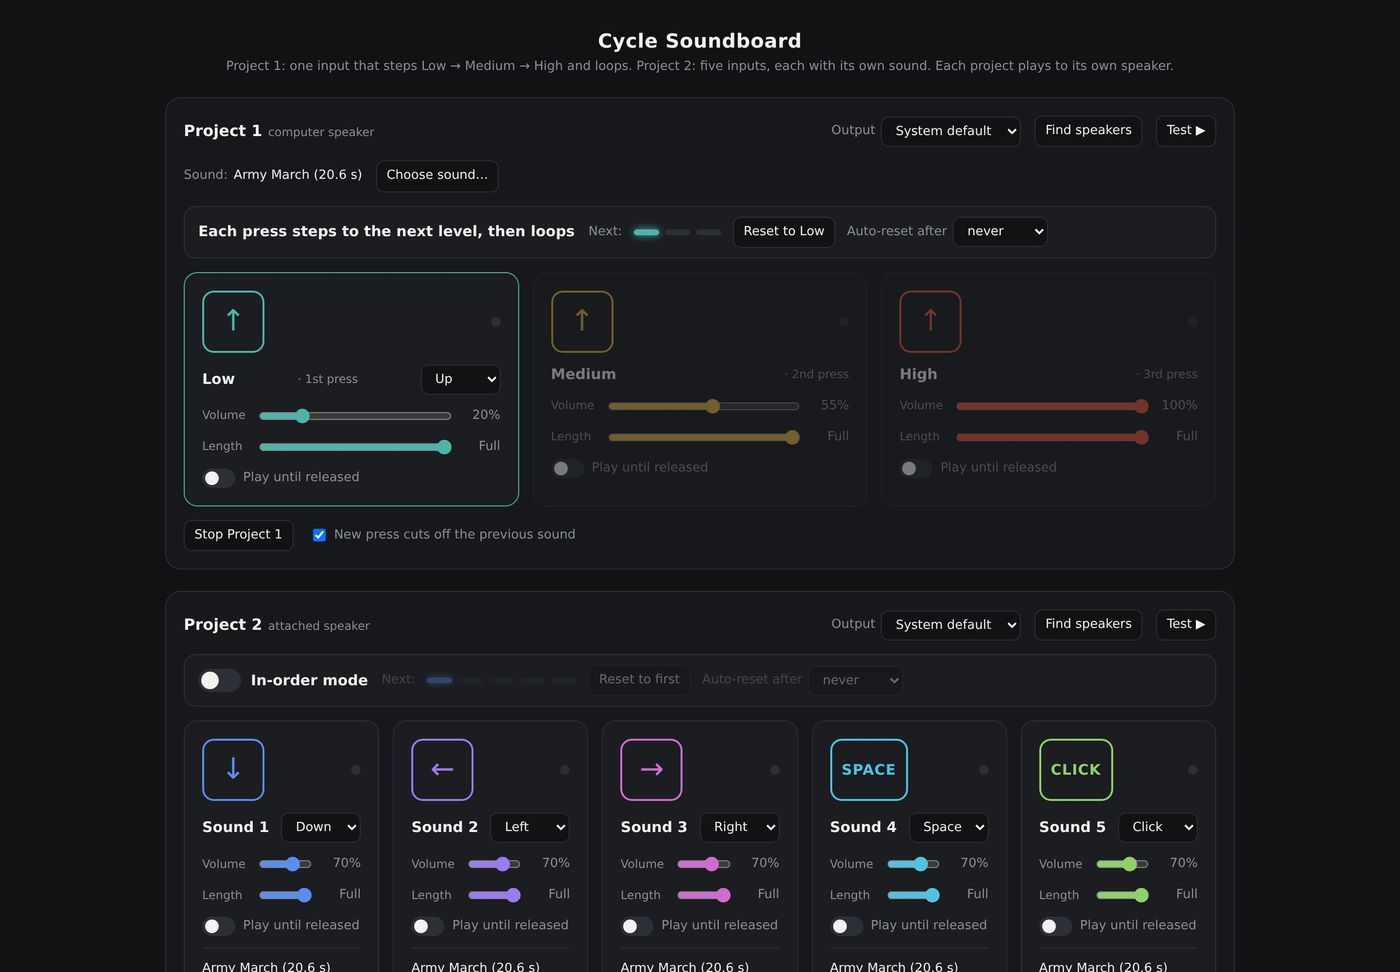 Cycle Soundboard
Project 1: one input that steps Low → Medium → High and loops. Project 2: five inputs, each with its own sound. Each project plays to its own speaker.
Project 1 computer speaker Output System default Find speakers Test ▶
Sound: Army March (20.6 s) Choose sound...
Each press steps to the next level, then loops Next: Reset to Low Auto-reset after never
↑ ↑ ↑
Low · 1st press Up Medium · 2nd press High · 3rd press
Volume 20% Volume 55% Volume 100%
Length Full Length Full Length Full
Play until released Play until released Play until released
Stop Project 1 New press cuts off the previous sound
Project 2 attached speaker Output System default Find speakers Test ▶
In-order mode Next: Reset to first Auto-reset after never
↓ ← → SPACE CLICK
Sound 1 Down Sound 2 Left Sound 3 Right Sound 4 Space Sound 5 Click
Volume 70% Volume 70% Volume 70% Volume 70% Volume 70%
Length Full Length Full Length Full Length Full Length Full
Play until released Play until released Play until released Play until released Play until released
Army March (20.6 s) Army March (20.6 s) Army March (20.6 s) Army March (20.6 s) Army March (20.6 s)